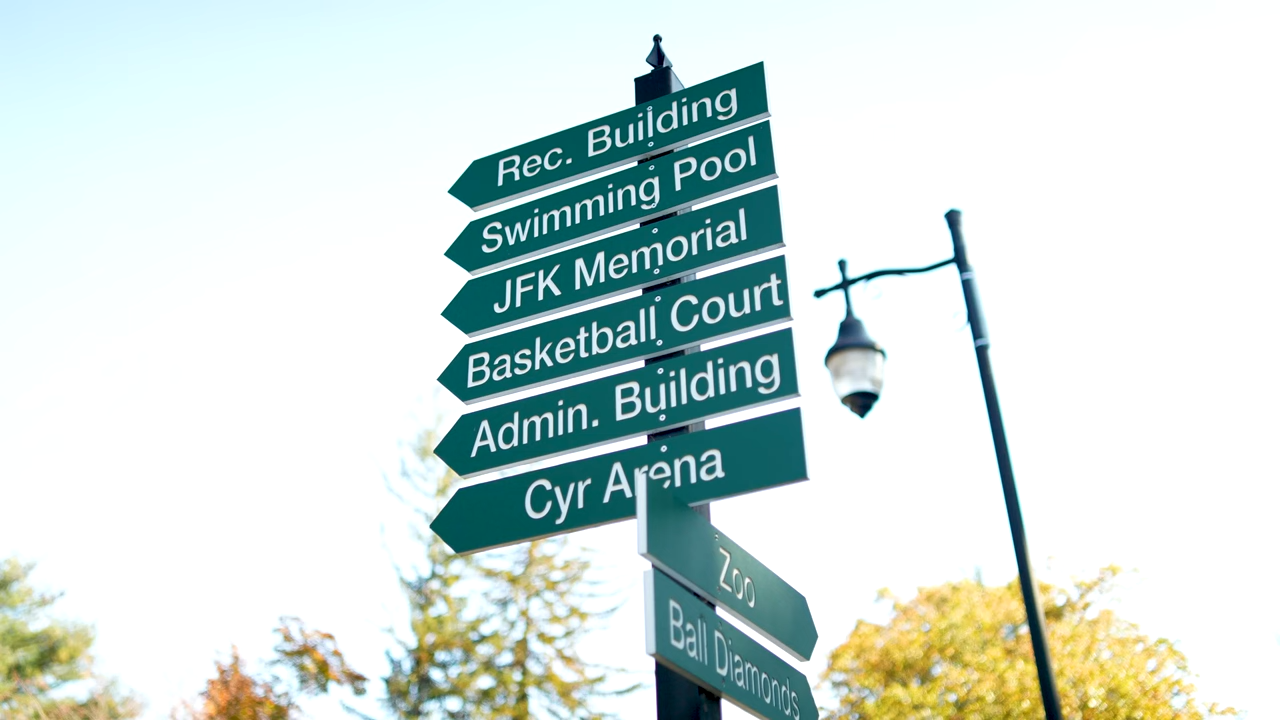 Rec. Building
Swimming Pool
JFK Memorial
Basketball Court
Admin. Building
Cyr Arena
Zoo
Ball Diamonds